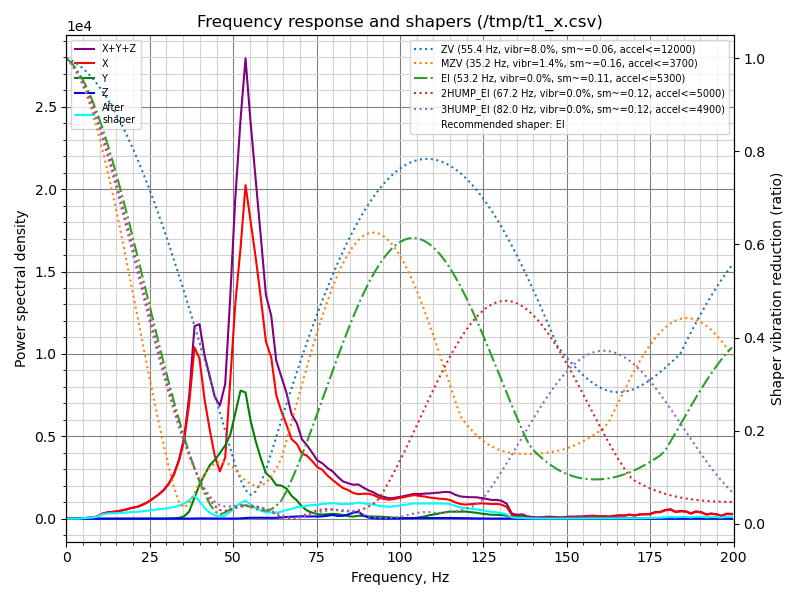 Frequency response and shapers (/tmp/t1_x.csv)
1e4
X+Y+Z
X
Y
Z
After
shaper
ZV (55.4 Hz, vibr=8.0%, sm~=0.06, accel<=12000)
MZV (35.2 Hz, vibr=1.4%, sm~=0.16, accel<=3700)
EI (53.2 Hz, vibr=0.0%, sm~=0.11, accel<=5300)
2HUMP_EI (67.2 Hz, vibr=0.0%, sm~=0.12, accel<=5000)
3HUMP_EI (82.0 Hz, vibr=0.0%, sm~=0.12, accel<=4900)
Recommended shaper: EI
Power spectral density
2.5
2.0
1.5
1.0
0.5
0.0
1.0
0.8
0.6
0.4
0.2
0.0
Shaper vibration reduction (ratio)
0 25 50 75 100 125 150 175 200
Frequency, Hz